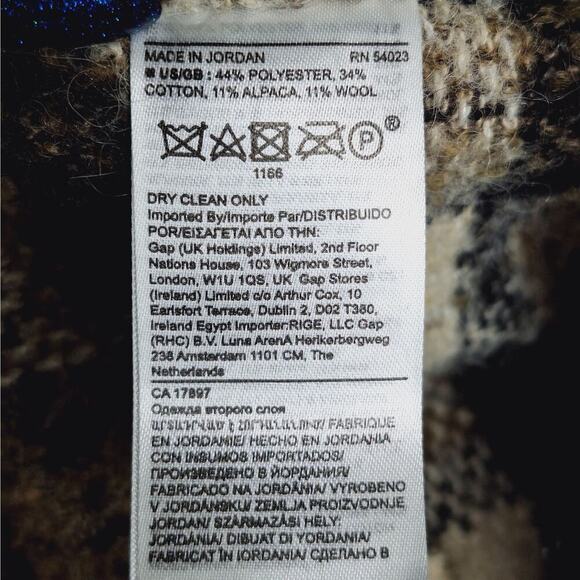 MADE IN JORDAN RN 54023
■ US/GB : 44% POLYESTER, 34%
COTTON, 11% ALPACA, 11% WOOL
P®
1166
DRY CLEAN ONLY
Imported By/Importe Par/DISTRIBUIDO
POR/ΕΙΣΑΓΕΤΑΙ ΑΠΟ ΤΗΝ:
Gap (UK Holdings) Limited, 2nd Floor
Nations House, 103 Wigmore Street,
London, W1U 1QS, UK Gap Stores
(Ireland) Limited c/o Arthur Cox, 10
Earlsfort Terrace, Dublin 2, D02 T380,
Ireland Egypt Importer:RIGE, LLC Gap
(RHC) B.V. Luna ArenA Herikerbergweg
238 Amsterdam 1101 CM, The
Netherlands
CA 17897
Одежда второго слоя
FABRIQUE
EN JORDANIE/ HECHO EN JORDANIA
CON INSUMOS IMPORTADOS/
ПРОИЗВЕДЕНО В ЙОРДАНИЯ/
FABRICADO NA JORDÂNIA/ VYROBENO
V JORDÁNSKU/ ZEMLJA PROIZVODNJE
JORDAN/ SZÁRMAZÁSI HELY:
JORDÁNIA/ DIBUAT DI YORDANIA/
FABRICAT ÎN IORDANIA/ СДЕЛАНО В